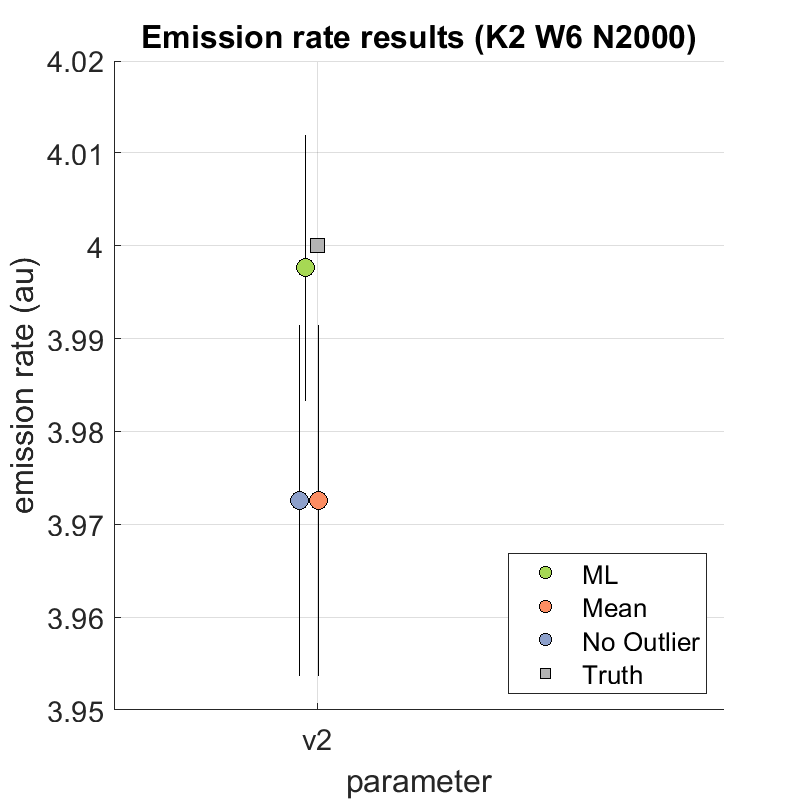 Emission rate results (K2 W6 N2000)
4.02
4.01
4
3.99
3.98
3.97
3.96
3.95
emission rate (au)
v2
parameter
ML
Mean
No Outlier
Truth